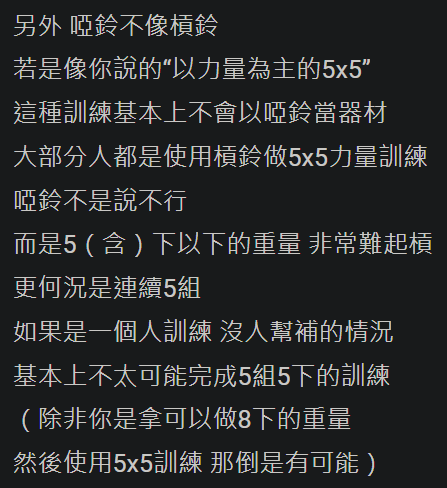 另外 啞鈴不像槓鈴
若是像你說的“以力量為主的5x5”
這種訓練基本上不會以啞鈴當器材
大部分人都是使用槓鈴做5x5力量訓練
啞鈴不是說不行
而是5（含）下以下的重量 非常難起槓
更何況是連續5組
如果是一個人訓練 沒人幫補的情況
基本上不太可能完成5組5下的訓練
（除非你是拿可以做8下的重量
然後使用5x5訓練 那倒是有可能）